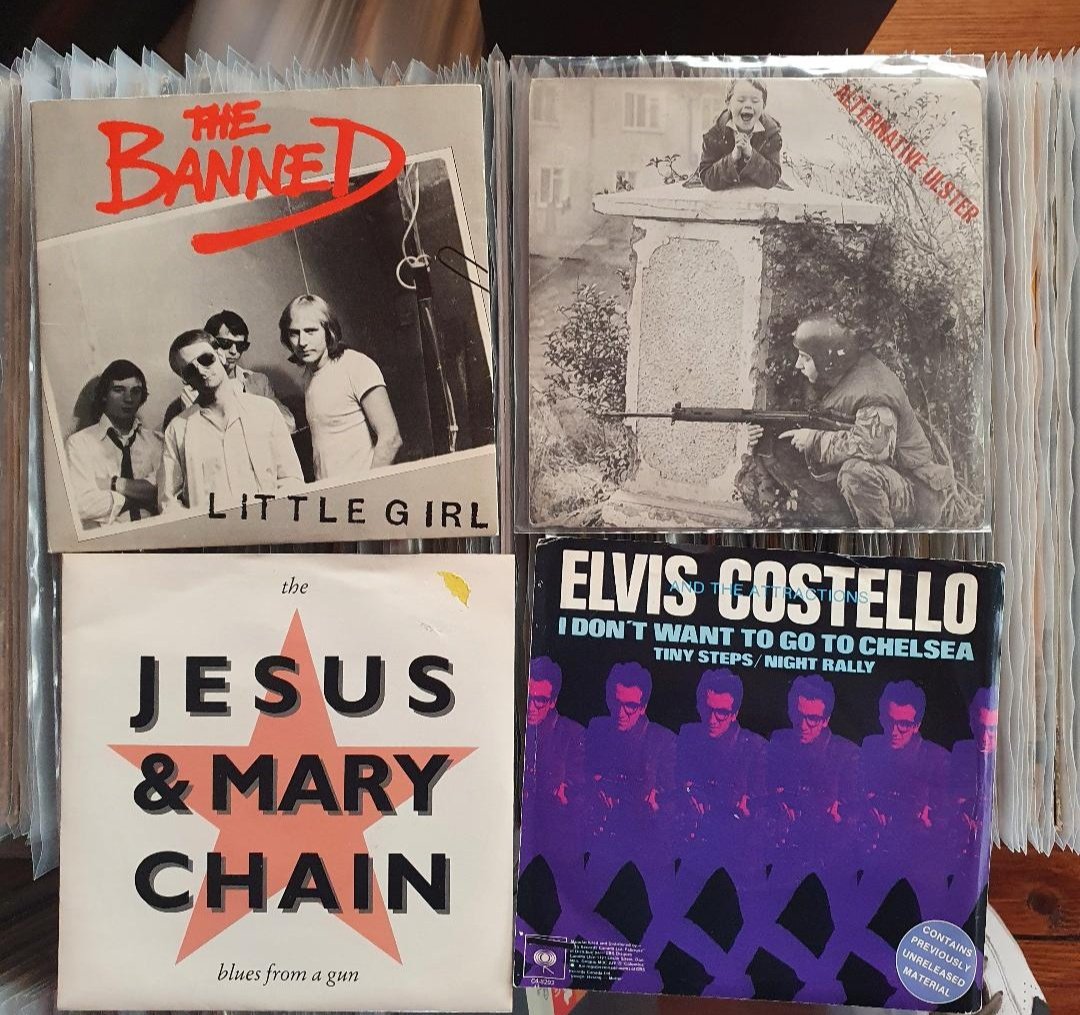 THE
BANNED
LITTLE GIRL
ALTERNATIVE ULSTER
the
JESUS
& MARY
CHAIN
blues from a gun
ELVIS COSTELLO
AND THE ATTRACTIONS
I DON'T WANT TO GO TO CHELSEA
TINY STEPS/NIGHT RALLY
CONTAINS
PREVIOUSLY
UNRELEASED
MATERIAL